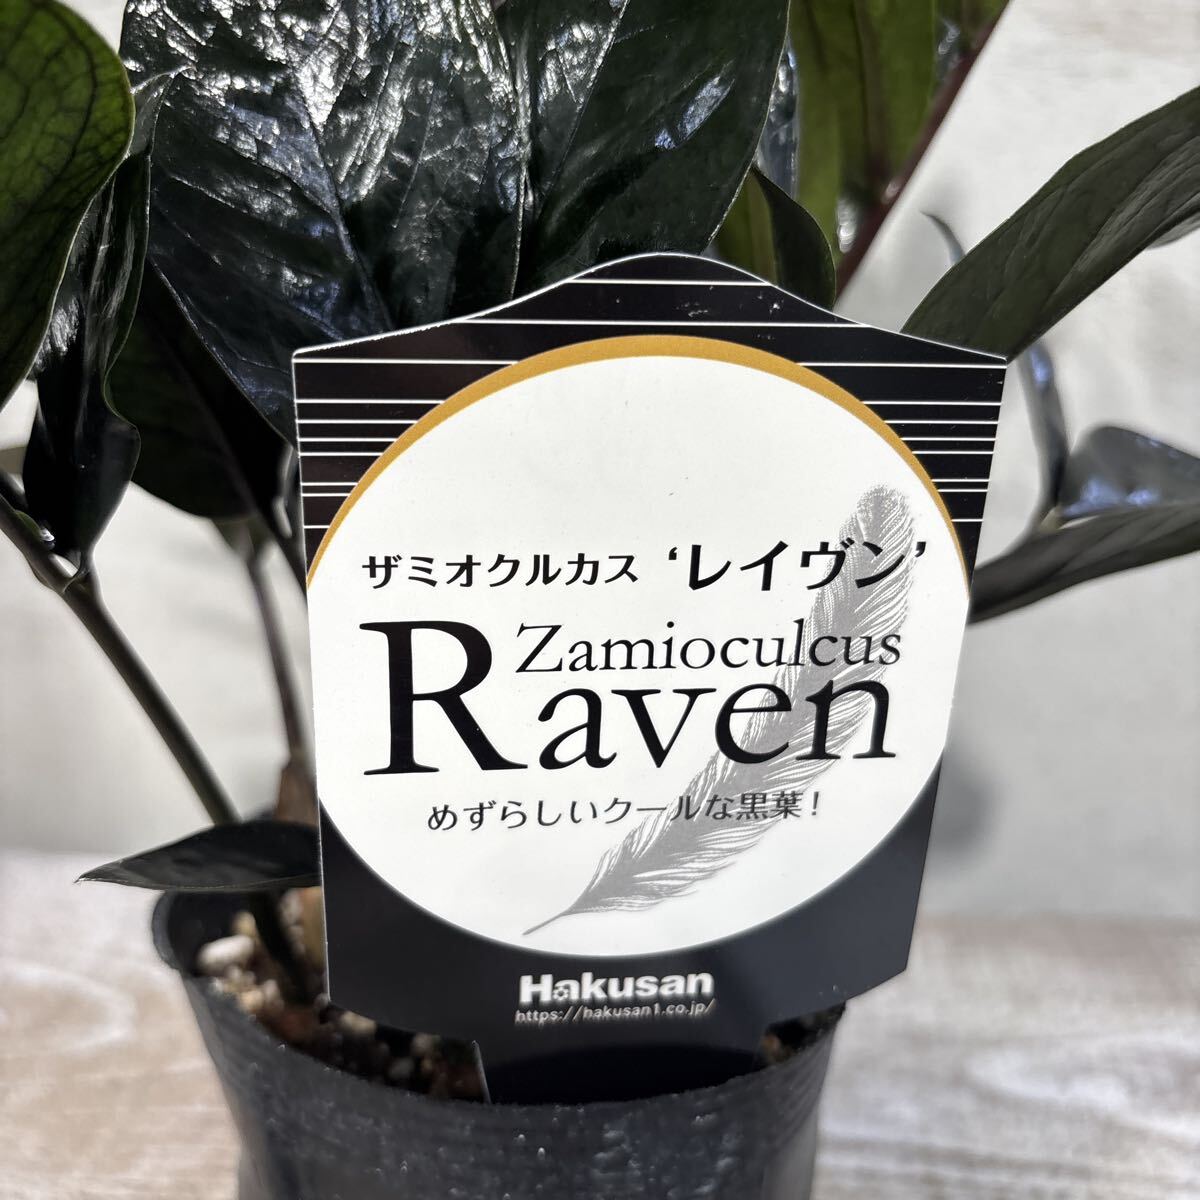 ザミオクルカス ‘レイヴン’
Zamioculcus
Raven
めずらしいクールな黒葉!
Hakusan
https://hakusan1.co.jp/